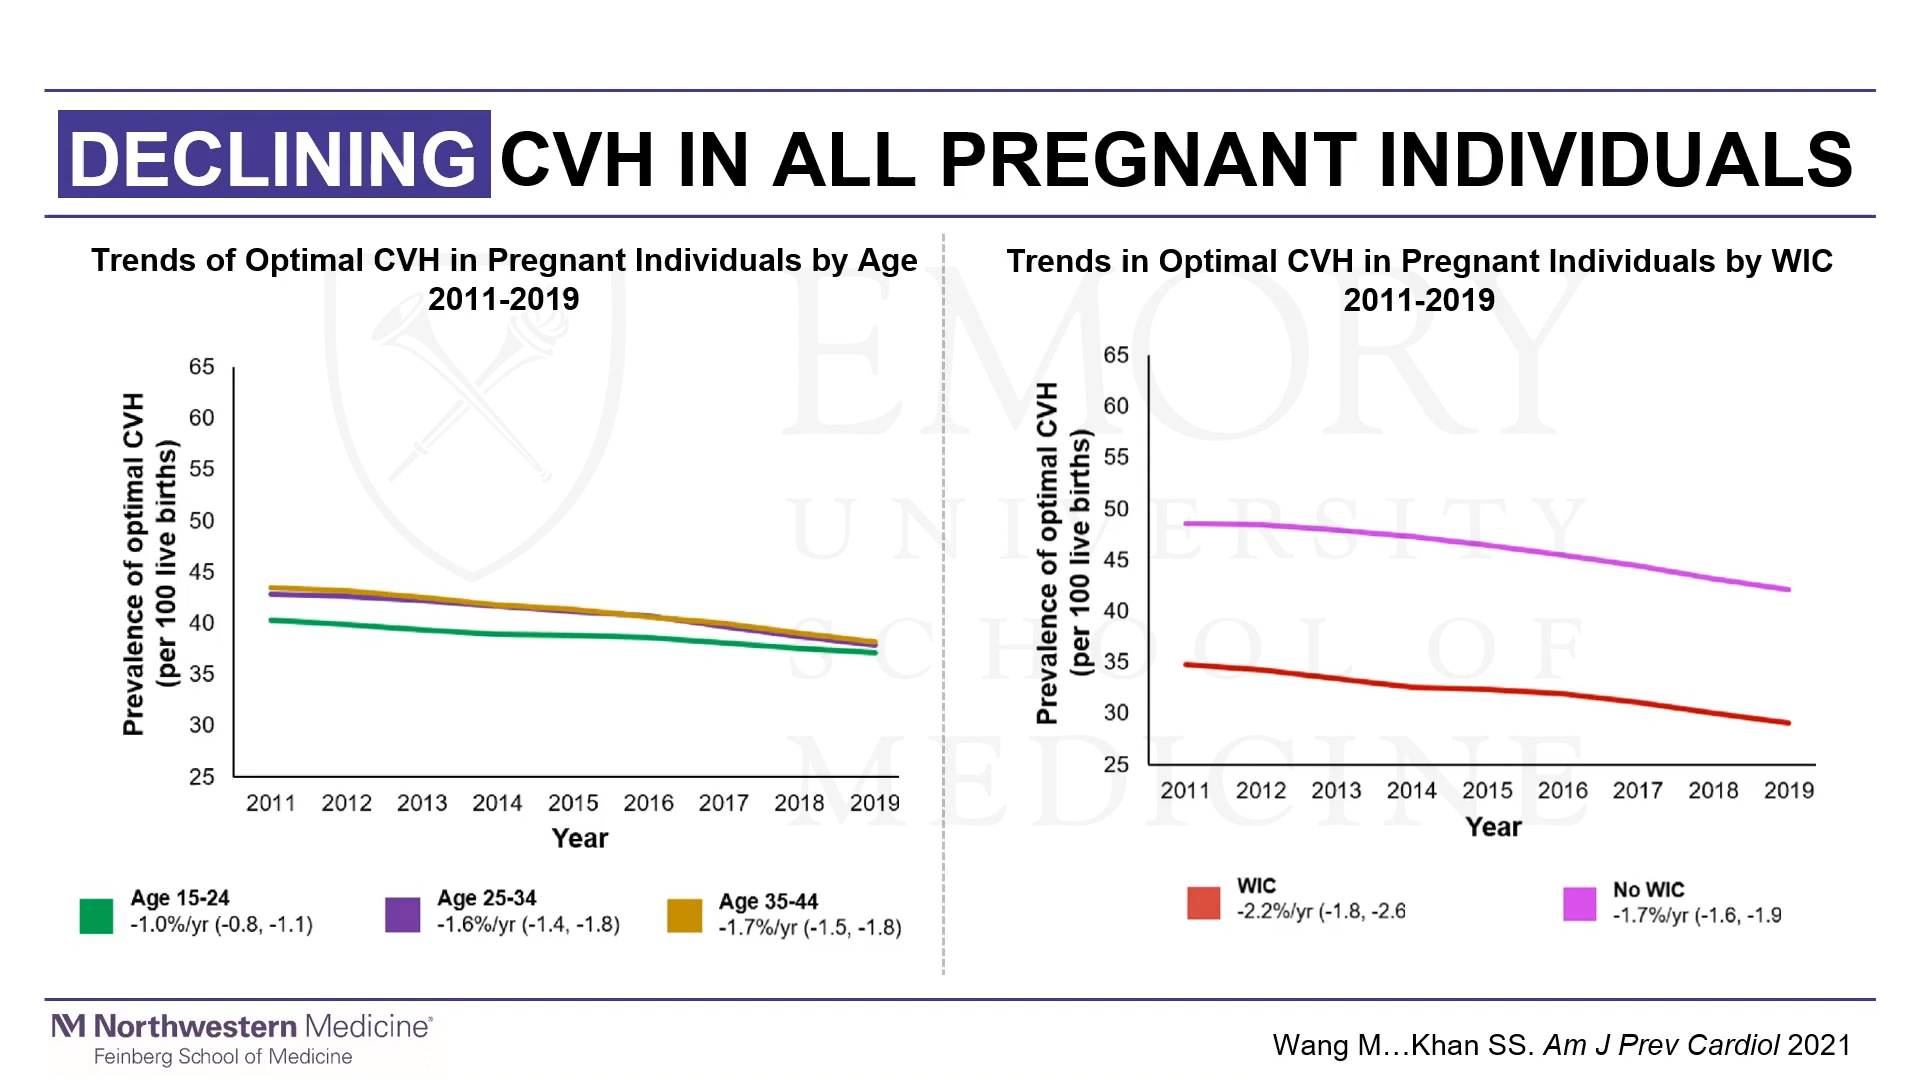 DECLINING CVH IN ALL PREGNANT INDIVIDUALS
Trends of Optimal CVH in Pregnant Individuals by Age
2011-2019
Prevalence of optimal CVH
(per 100 live births)
65
60
55
50
45
40
35
30
25
2011 2012 2013 2014 2015 2016 2017 2018 2019
Year
Age 15-24
-1.0%/yr (-0.8, -1.1)
Age 25-34
-1.6%/yr (-1.4, -1.8)
Age 35-44
-1.7%/yr (-1.5, -1.8)
Trends in Optimal CVH in Pregnant Individuals by WIC
2011-2019
Prevalence of optimal CVH
(per 100 live births)
65
60
55
50
45
40
35
30
25
2011 2012 2013 2014 2015 2016 2017 2018 2019
Year
WIC
-2.2%/yr (-1.8, -2.6
No WIC
-1.7%/yr (-1.6, -1.9
EMORY
UNIVERSITY
SCHOOL OF
MEDICINE
NM Northwestern Medicine®
Feinberg School of Medicine
Wang M…Khan SS. Am J Prev Cardiol 2021